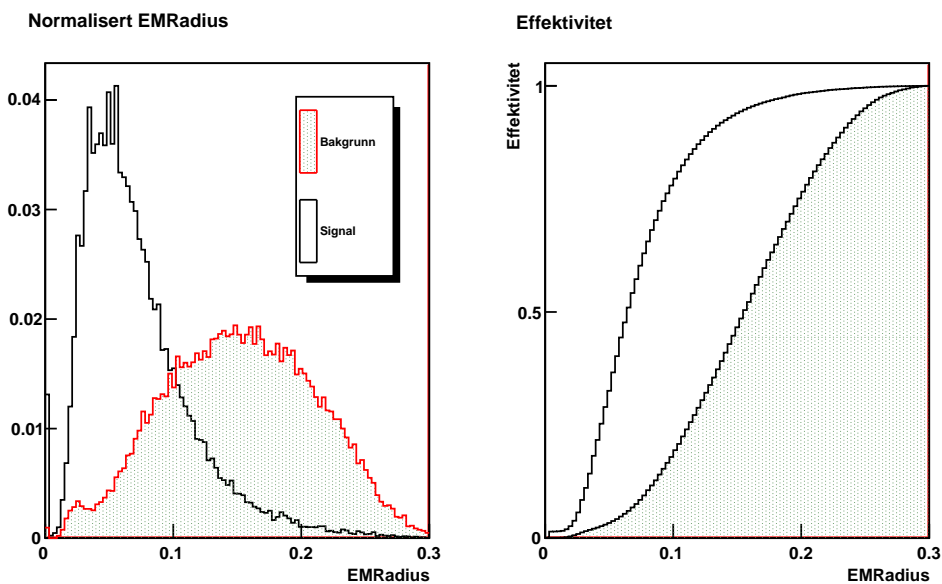 Normalisert EMRadius
0.04
0.03
0.02
0.01
0
0
0.1
0.2
0.3
EMRadius
Bakgrunn
Signal
Effektivitet
Effektivitet
1
0.5
0
0
0.1
0.2
0.3
EMRadius